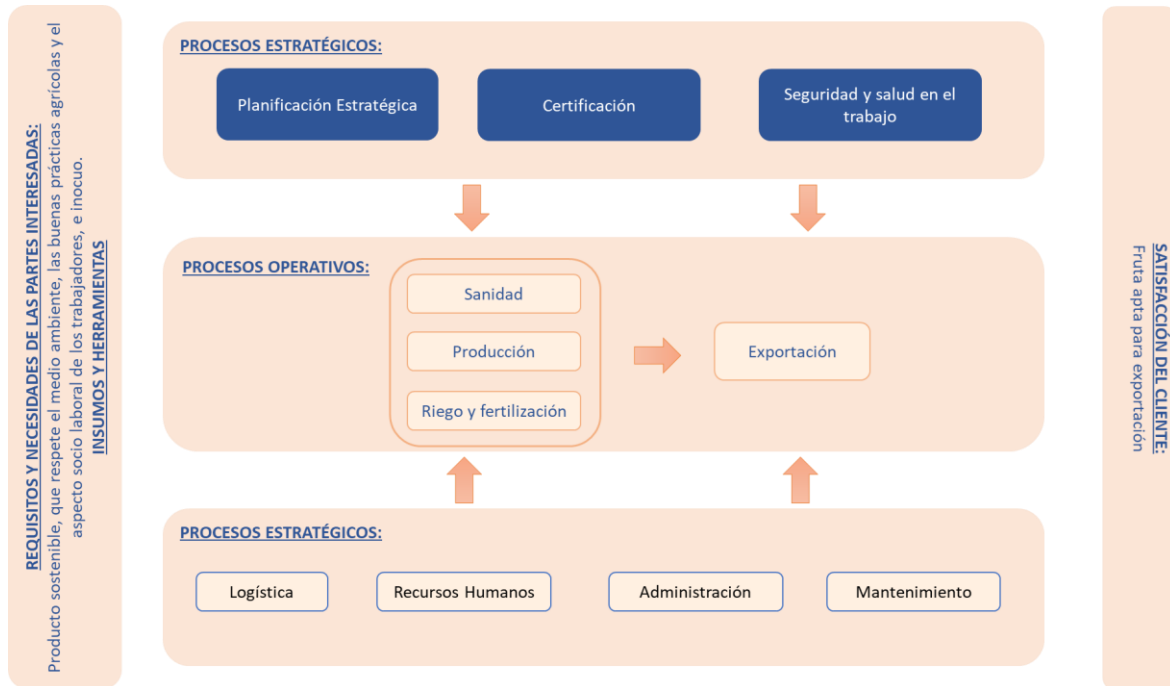 REQUISITOS Y NECESIDADES DE LAS PARTES INTERESADAS:
Producto sostenible, que respete el medio ambiente, las buenas prácticas agrícolas y el
aspecto socio laboral de los trabajadores, e inocuo.
INSUMOS Y HERRAMIENTAS
PROCESOS ESTRATÉGICOS:
Planificación Estratégica
Certificación
Seguridad y salud en el
trabajo
PROCESOS OPERATIVOS:
Sanidad
Producción
Riego y fertilización
Exportación
PROCESOS ESTRATÉGICOS:
Logística
Recursos Humanos
Administración
Mantenimiento
SATISFACCIÓN DEL CLIENTE:
Fruta apta para exportación